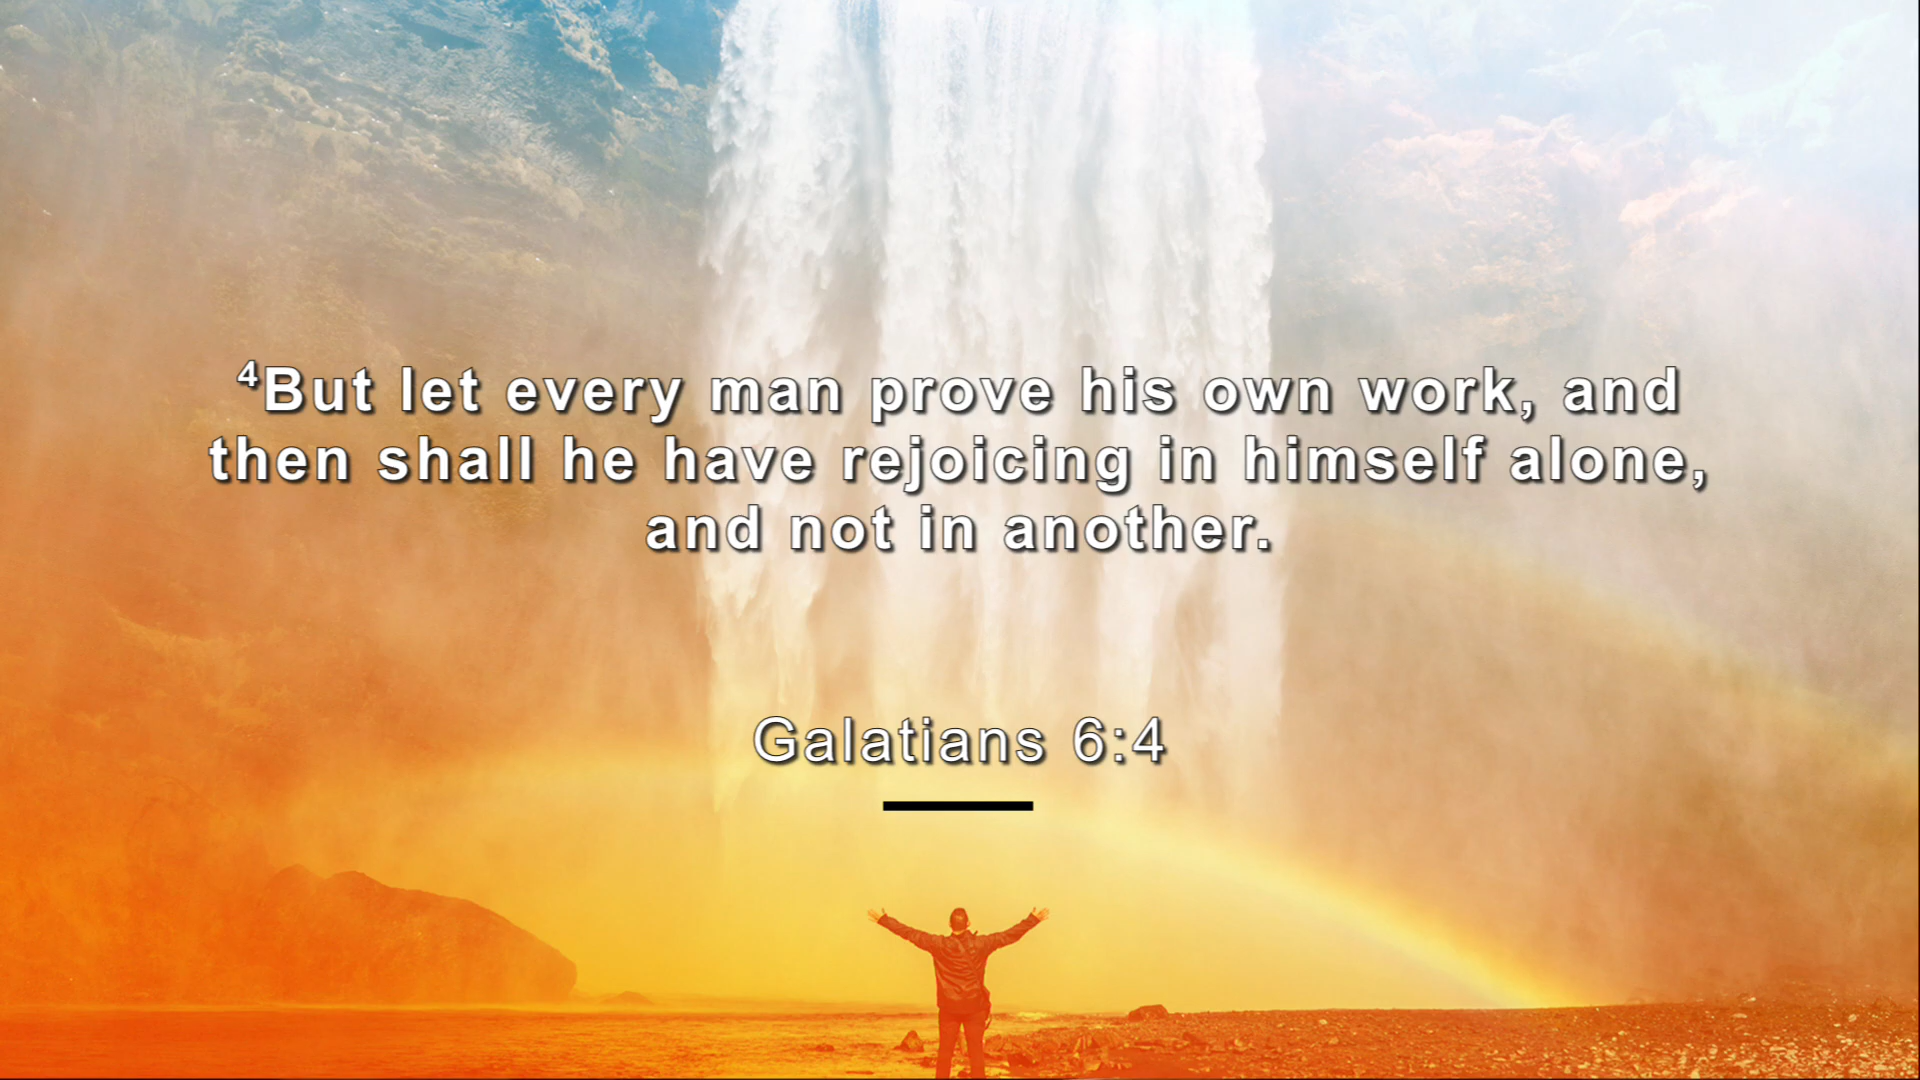 ⁴But let every man prove his own work, and
then shall he have rejoicing in himself alone,
and not in another.
Galatians 6:4